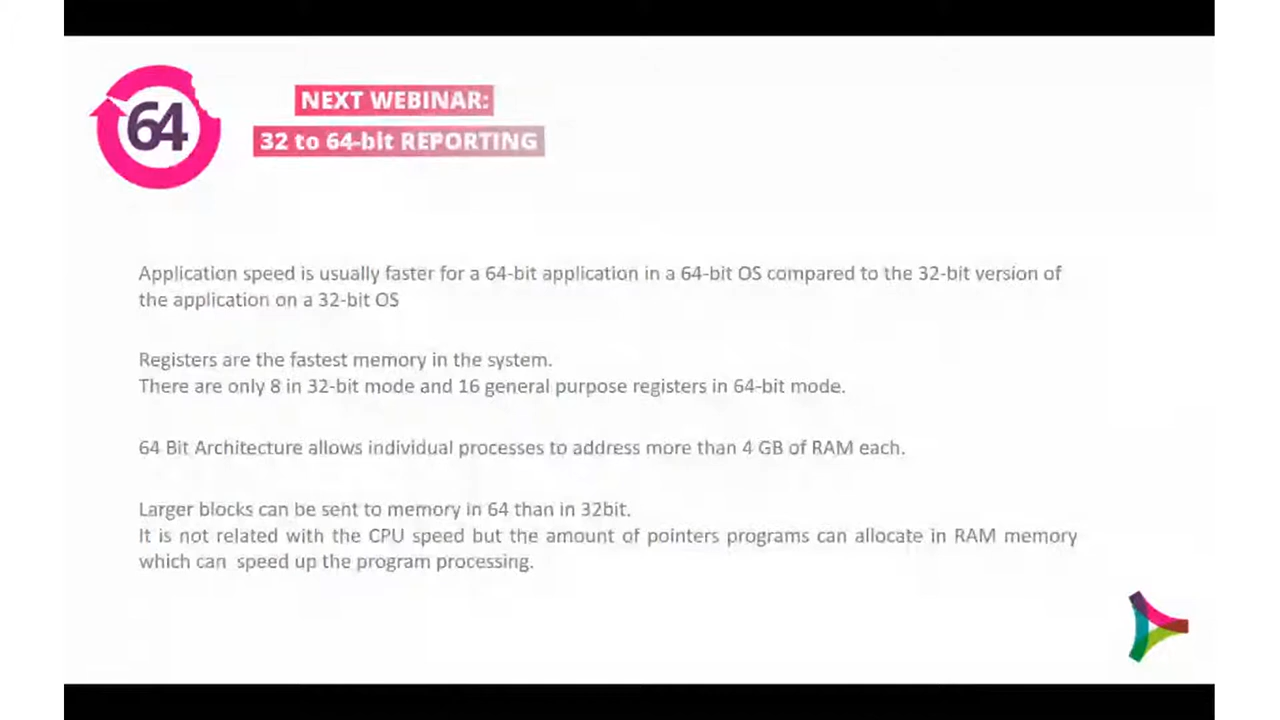 64
NEXT WEBINAR:
32 to 64-bit REPORTING
Application speed is usually faster for a 64-bit application in a 64-bit OS compared to the 32-bit version of
the application on a 32-bit OS
Registers are the fastest memory in the system.
There are only 8 in 32-bit mode and 16 general purpose registers in 64-bit mode.
64 Bit Architecture allows individual processes to address more than 4 GB of RAM each.
Larger blocks can be sent to memory in 64 than in 32bit.
It is not related with the CPU speed but the amount of pointers programs can allocate in RAM memory
which can speed up the program processing.